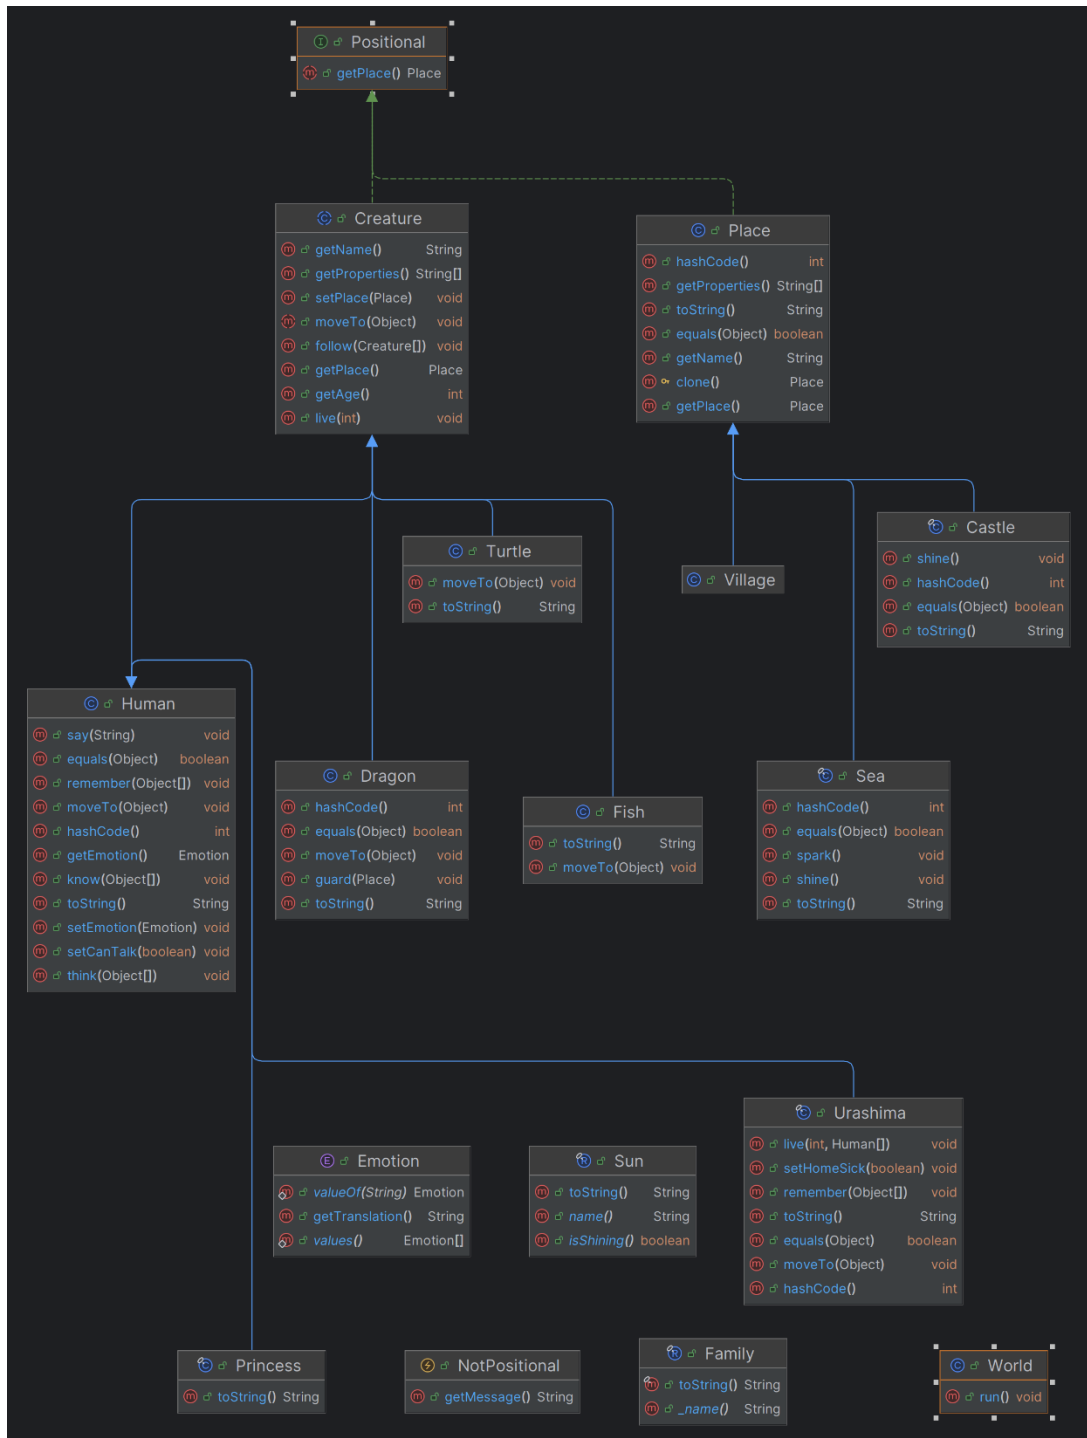 Positional
getPlace() Place
Creature
getName() String
getProperties() String[]
setPlace(Place) void
moveTo(Object) void
follow(Creature[]) void
getPlace() Place
getAge() int
live(int) void
Place
hashCode() int
getProperties() String[]
toString() String
equals(Object) boolean
getName() String
clone() Place
getPlace() Place
Turtle
moveTo(Object) void
toString() String
Village
Castle
shine() void
hashCode() int
equals(Object) boolean
toString() String
Human
say(String) void
equals(Object) boolean
remember(Object[]) void
moveTo(Object) void
hashCode() int
getEmotion() Emotion
know(Object[]) void
toString() String
setEmotion(Emotion) void
setCanTalk(boolean) void
think(Object[]) void
Dragon
hashCode() int
equals(Object) boolean
moveTo(Object) void
guard(Place) void
toString() String
Fish
toString() String
moveTo(Object) void
Sea
hashCode() int
equals(Object) boolean
spark() void
shine() void
toString() String
Urashima
live(int, Human[]) void
setHomeSick(boolean) void
remember(Object[]) void
toString() String
equals(Object) boolean
moveTo(Object) void
hashCode() int
Emotion
valueOf(String) Emotion
getTranslation() String
values() Emotion[]
Sun
toString() String
name() String
isShining() boolean
Princess
toString() String
NotPositional
getMessage() String
Family
toString() String
_name() String
World
run() void